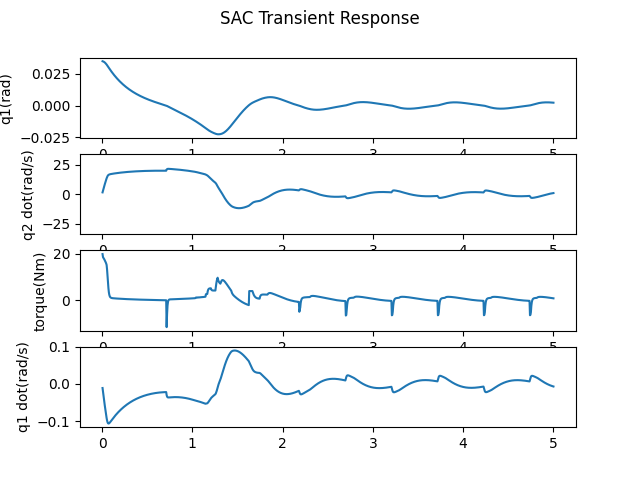 SAC Transient Response
q1(rad)
0.025
0.000
−0.025
0 1 2 3 4 5
q2 dot(rad/s)
25
0
−25
0 1 2 3 4 5
torque(Nm)
20
0
0 1 2 3 4 5
q1 dot(rad/s)
0.1
0.0
−0.1
0 1 2 3 4 5